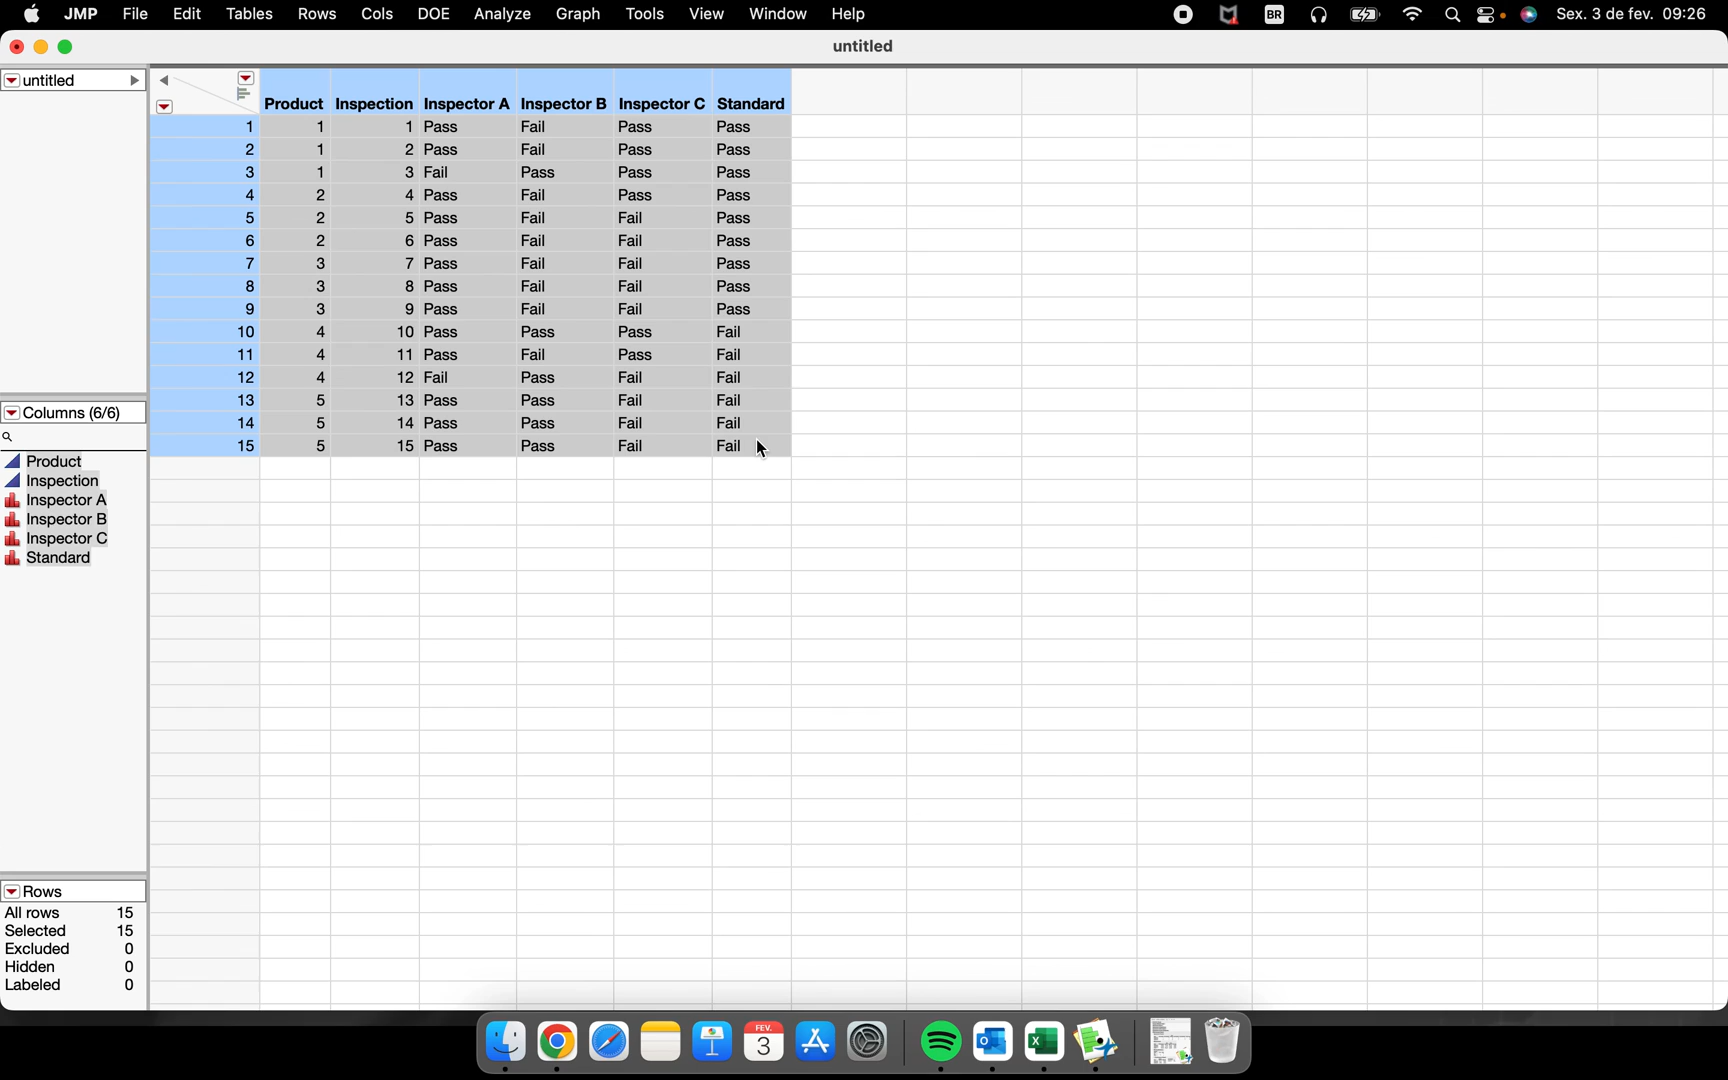 JMP File Edit Tables Rows Cols DOE Analyze Graph Tools View Window Help BR Sex. 3 de fev. 09:26
untitled
untitled
Product Inspection Inspector A Inspector B Inspector C Standard
1 1 1 Pass Fail Pass Pass
2 1 2 Pass Fail Pass Pass
3 1 3 Fail Pass Pass Pass
4 2 4 Pass Fail Pass Pass
5 2 5 Pass Fail Fail Pass
6 2 6 Pass Fail Fail Pass
7 3 7 Pass Fail Fail Pass
8 3 8 Pass Fail Fail Pass
9 3 9 Pass Fail Fail Pass
10 4 10 Pass Pass Pass Fail
11 4 11 Pass Fail Pass Fail
12 4 12 Fail Pass Fail Fail
13 5 13 Pass Pass Fail Fail
14 5 14 Pass Pass Fail Fail
15 5 15 Pass Pass Fail Fail
Columns (6/6)
Product
Inspection
Inspector A
Inspector B
Inspector C
Standard
Rows
All rows 15
Selected 15
Excluded 0
Hidden 0
Labeled 0
FEV.
3